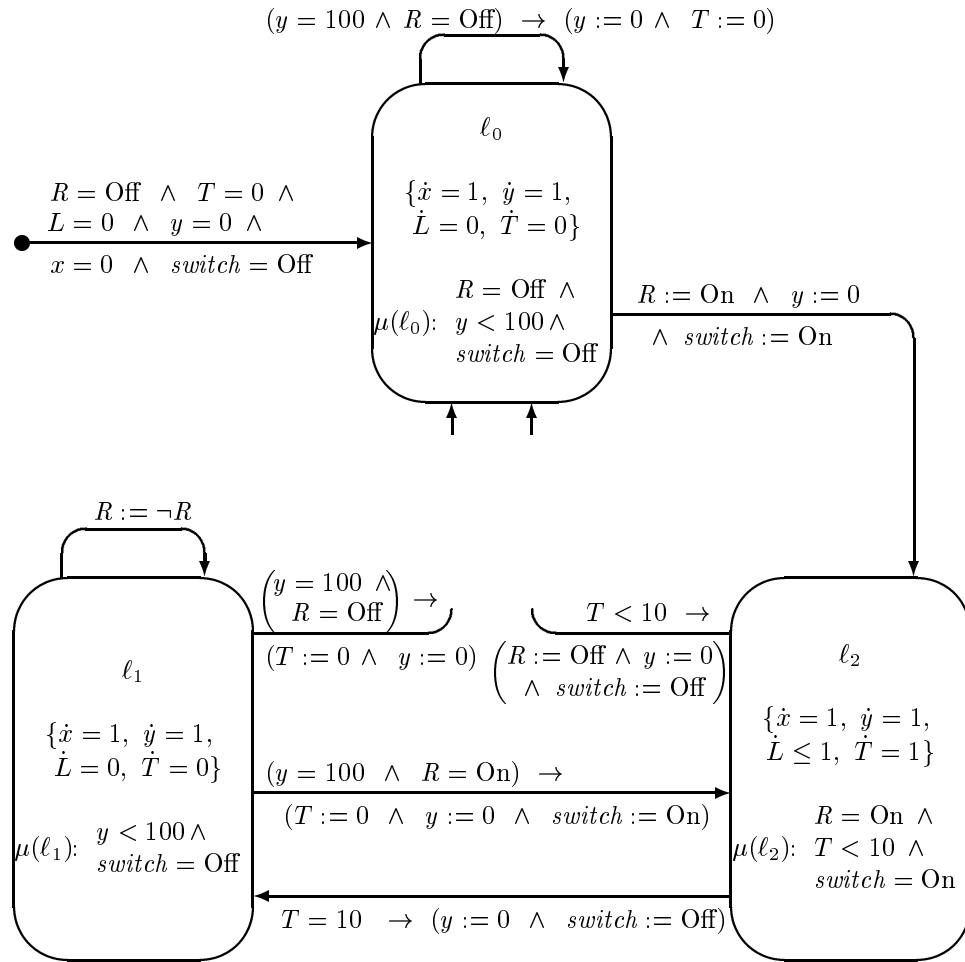 (y = 100 ∧ R = Off) → (y := 0 ∧ T := 0)
ℓ₀
{ẋ = 1, ẏ = 1,
L̇ = 0, Ṫ = 0}
R = Off ∧
μ(ℓ₀): y < 100 ∧
switch = Off
R = Off ∧ T = 0 ∧
L = 0 ∧ y = 0 ∧
x = 0 ∧ switch = Off
R := On ∧ y := 0
∧ switch := On
R := ¬R
ℓ₁
{ẋ = 1, ẏ = 1,
L̇ = 0, Ṫ = 0}
μ(ℓ₁): y < 100 ∧
switch = Off
(y = 100 ∧
R = Off) →
(T := 0 ∧ y := 0)
T < 10 →
(R := Off ∧ y := 0
∧ switch := Off)
(y = 100 ∧ R = On) →
(T := 0 ∧ y := 0 ∧ switch := On)
T = 10 → (y := 0 ∧ switch := Off)
ℓ₂
{ẋ = 1, ẏ = 1,
L̇ ≤ 1, Ṫ = 1}
R = On ∧
μ(ℓ₂): T < 10 ∧
switch = On